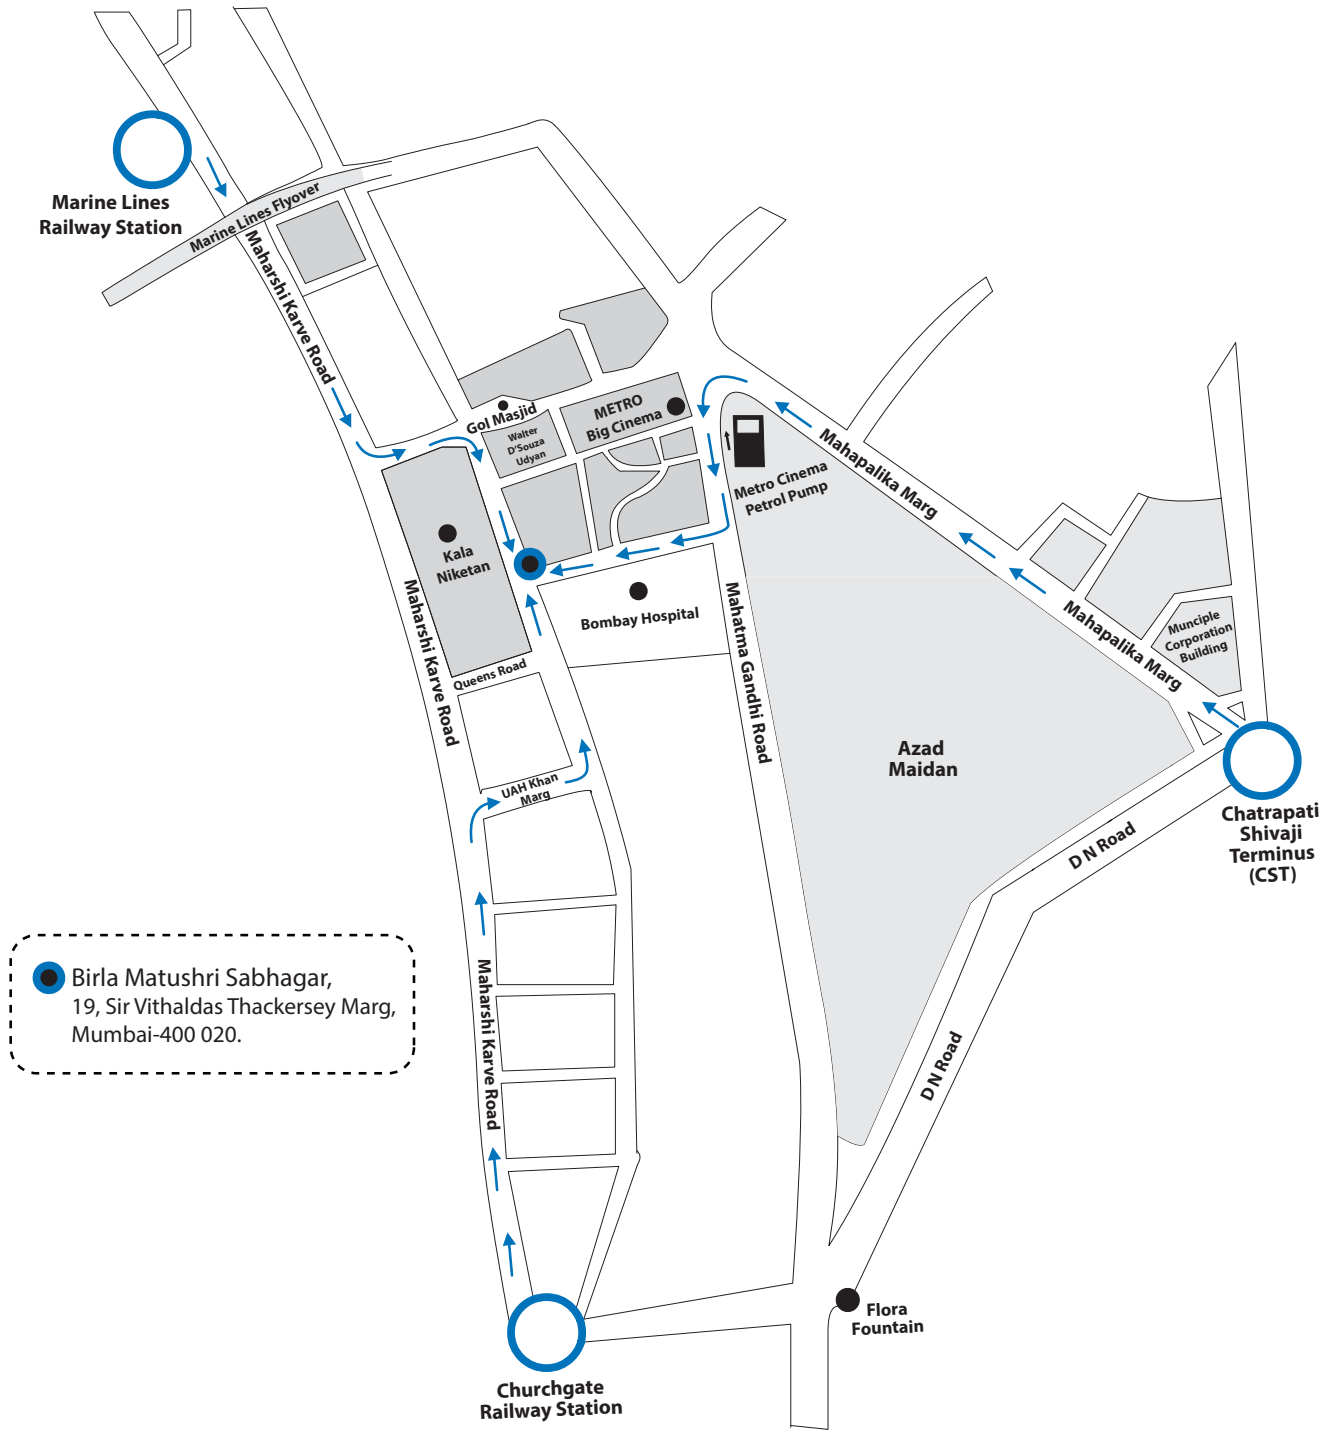 Marine Lines
Railway Station
Marine Lines Flyover
Maharshi Karve Road
Gol Masjid
Walter
D'Souza
Udyan
METRO
Big Cinema
Metro Cinema
Petrol Pump
Mahapalika Marg
Kala
Niketan
Bombay Hospital
Maharshi Karve Road
Queens Road
Mahatma Gandhi Road
Mahapalika Marg
Munciple
Corporation
Building
Azad
Maidan
UAH Khan
Marg
Chatrapati
Shivaji
Terminus
(CST)
D N Road
Birla Matushri Sabhagar,
19, Sir Vithaldas Thackersey Marg,
Mumbai-400 020.
Maharshi Karve Road
D N Road
Flora
Fountain
Churchgate
Railway Station